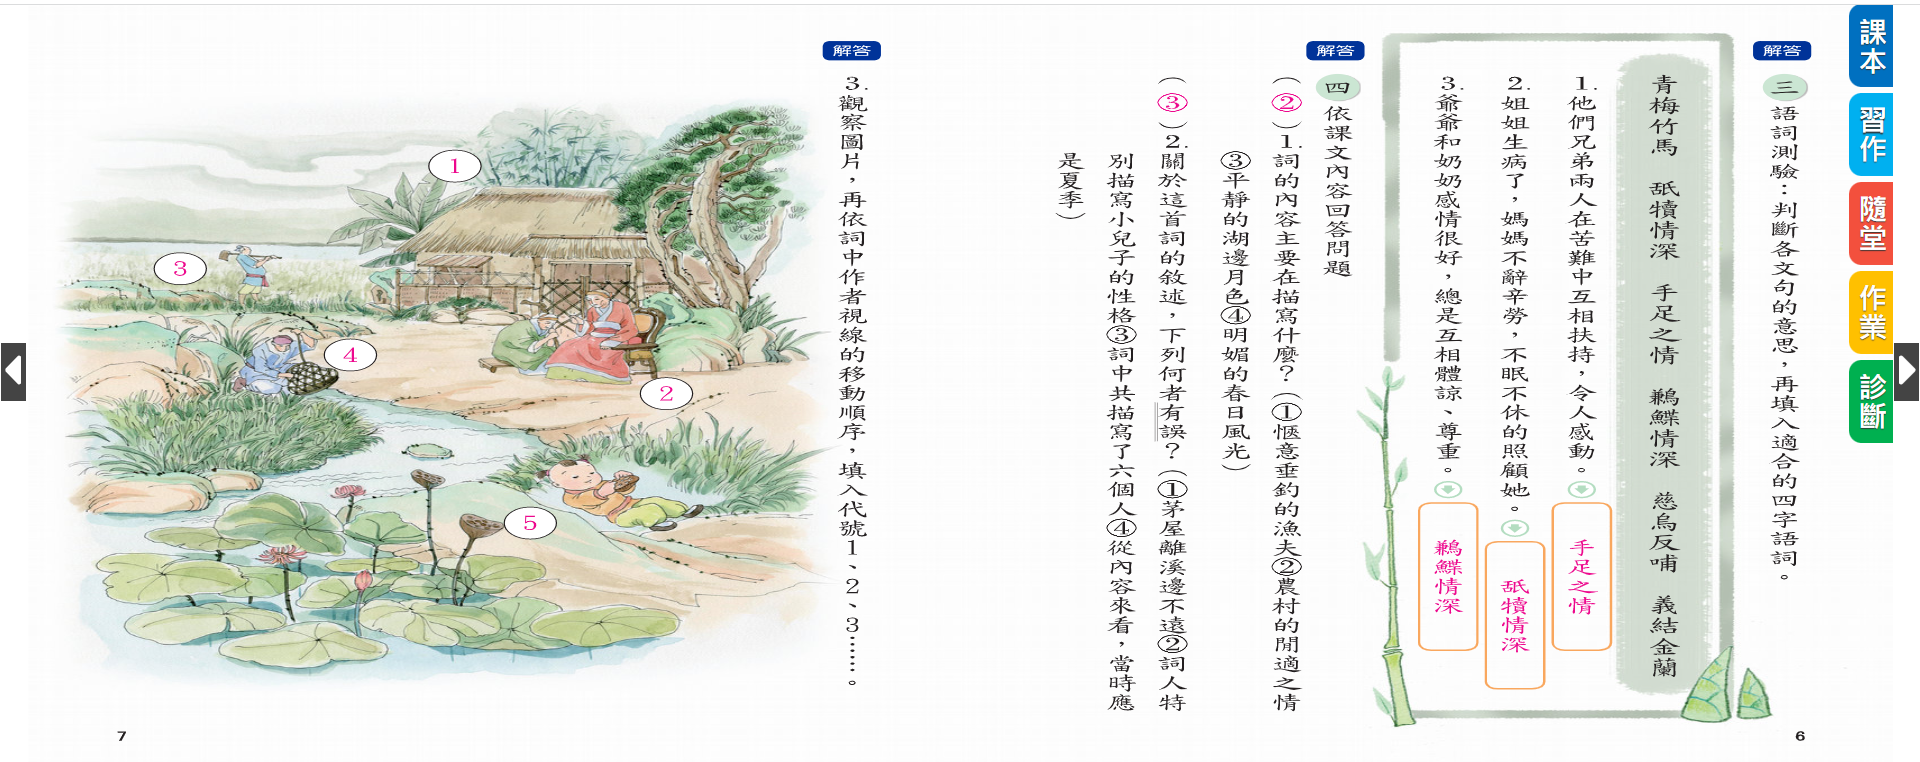 解答
三 語詞測驗：判斷各文句的意思，再填入適合的四字語詞。
青梅竹馬 舐犢情深 手足之情 鶼鰈情深 慈烏反哺 義結金蘭
1.他們兄弟兩人在苦難中互相扶持，令人感動。
手足之情
2.姐姐生病了，媽媽不辭辛勞，不眠不休的照顧她。
舐犢情深
3.爺爺和奶奶感情很好，總是互相體諒、尊重。
鶼鰈情深
解答
四 依課文內容回答問題
（②）1.詞的內容主要在描寫什麼？（①愜意垂釣的漁夫②農村的閒適之情
③平靜的湖邊月色④明媚的春日風光）
（③）2.關於這首詞的敘述，下列何者有誤？（①茅屋離溪邊不遠②詞人特
別描寫小兒子的性格③詞中共描寫了六個人④從內容來看，當時應
是夏季）
6
解答
3.觀察圖片，再依詞中作者視線的移動順序，填入代號1、2、3……。
1
2
3
4
5
7
課本
習作
隨堂
作業
診斷